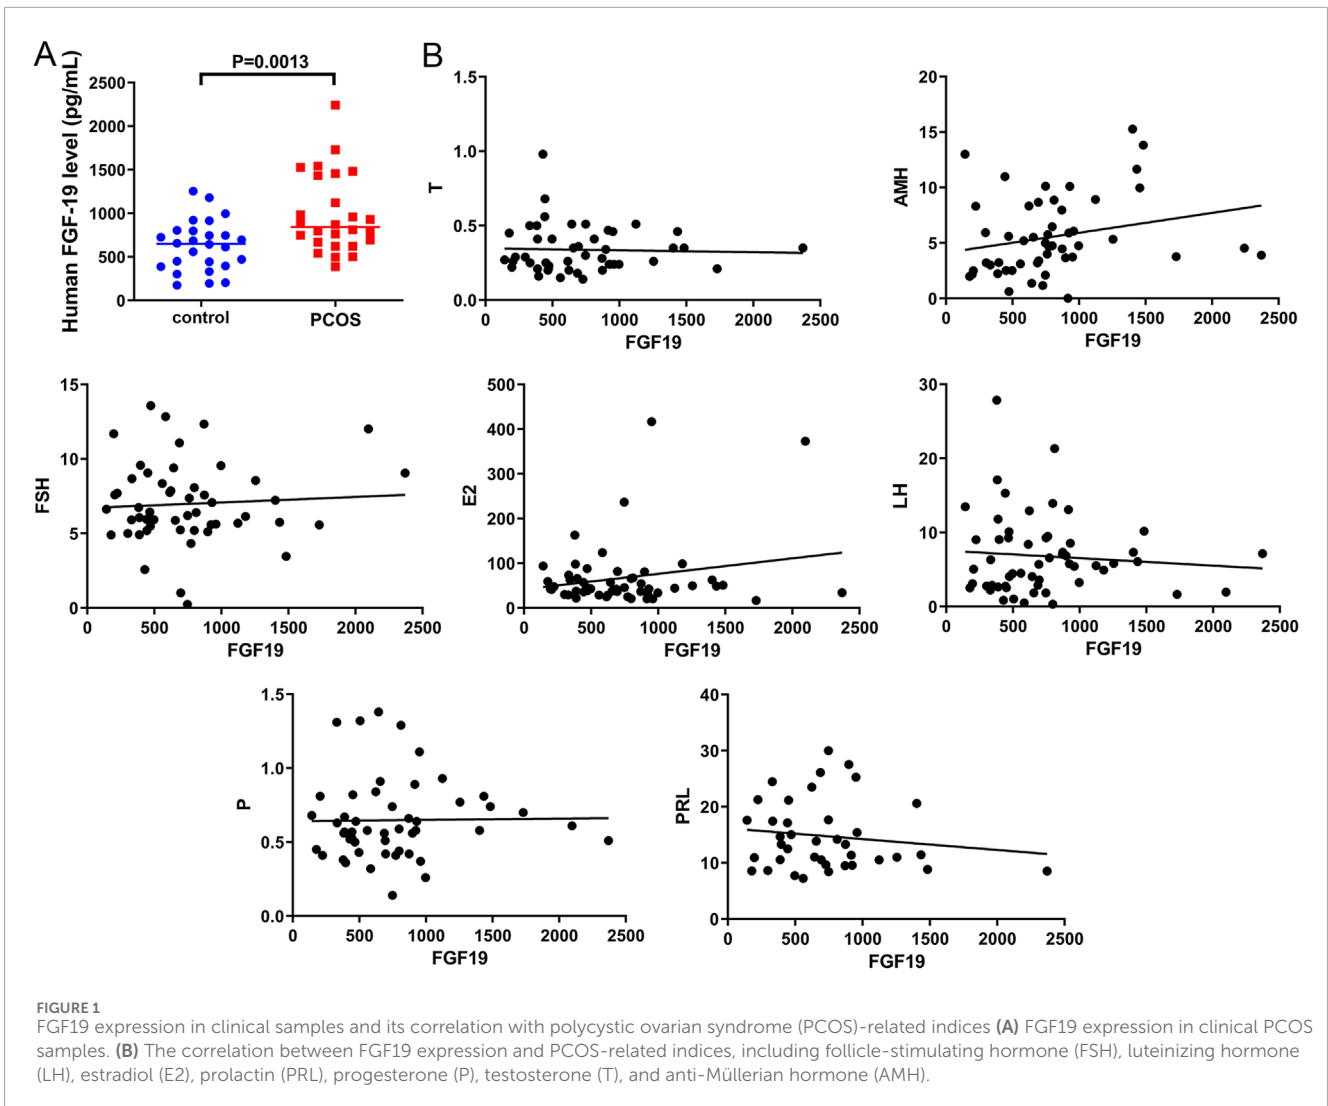 A
P=0.0013
Human FGF-19 level (pg/mL)
2500
2000
1500
1000
500
0
control
PCOS
B
T
1.5
1.0
0.5
0.0
0 500 1000 1500 2000 2500
FGF19
AMH
20
15
10
5
0
0 500 1000 1500 2000 2500
FGF19
FSH
15
10
5
0
0 500 1000 1500 2000 2500
FGF19
E2
500
400
300
200
100
0
0 500 1000 1500 2000 2500
FGF19
LH
30
20
10
0
0 500 1000 1500 2000 2500
FGF19
P
1.5
1.0
0.5
0.0
0 500 1000 1500 2000 2500
FGF19
PRL
40
30
20
10
0
0 500 1000 1500 2000 2500
FGF19
FIGURE 1
FGF19 expression in clinical samples and its correlation with polycystic ovarian syndrome (PCOS)-related indices (A) FGF19 expression in clinical PCOS
samples. (B) The correlation between FGF19 expression and PCOS-related indices, including follicle-stimulating hormone (FSH), luteinizing hormone
(LH), estradiol (E2), prolactin (PRL), progesterone (P), testosterone (T), and anti-Müllerian hormone (AMH).